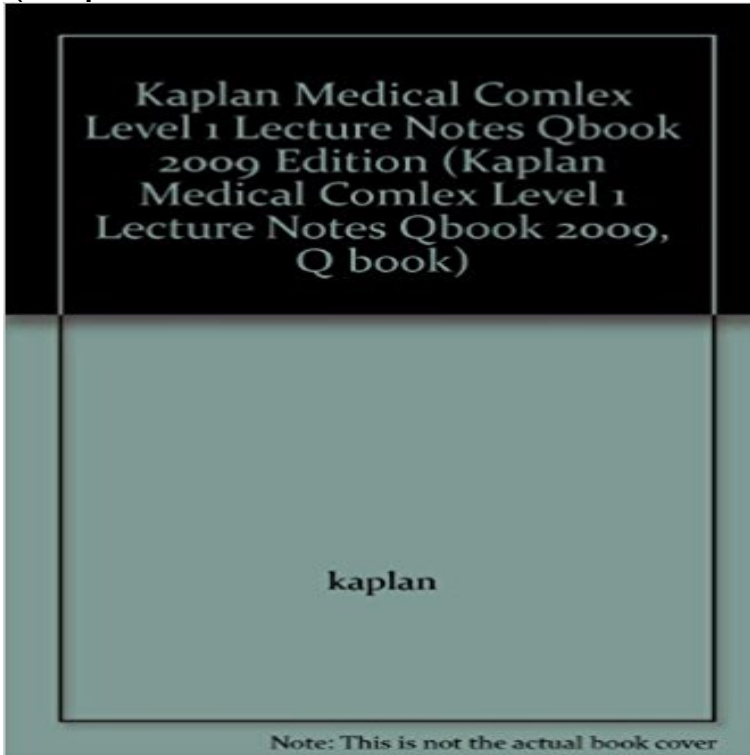 Kaplan Medical Comlex
Level 1 Lecture Notes Qbook
2009 Edition (Kaplan
Medical Comlex Level 1
Lecture Notes Qbook 2009,
Q book)
kaplan
Note: This is not the actual book cover